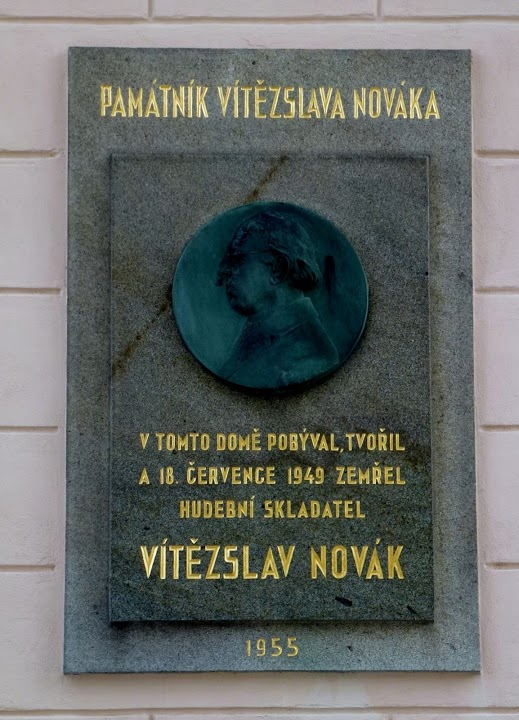 PAMÁTNÍK VÍTĚZSLAVA NOVÁKA
V TOMTO DOMĚ POBÝVAL, TVOŘIL
A 18. ČERVENCE 1949 ZEMŘEL
HUDEBNÍ SKLADATEL
VÍTĚZSLAV NOVÁK
1955